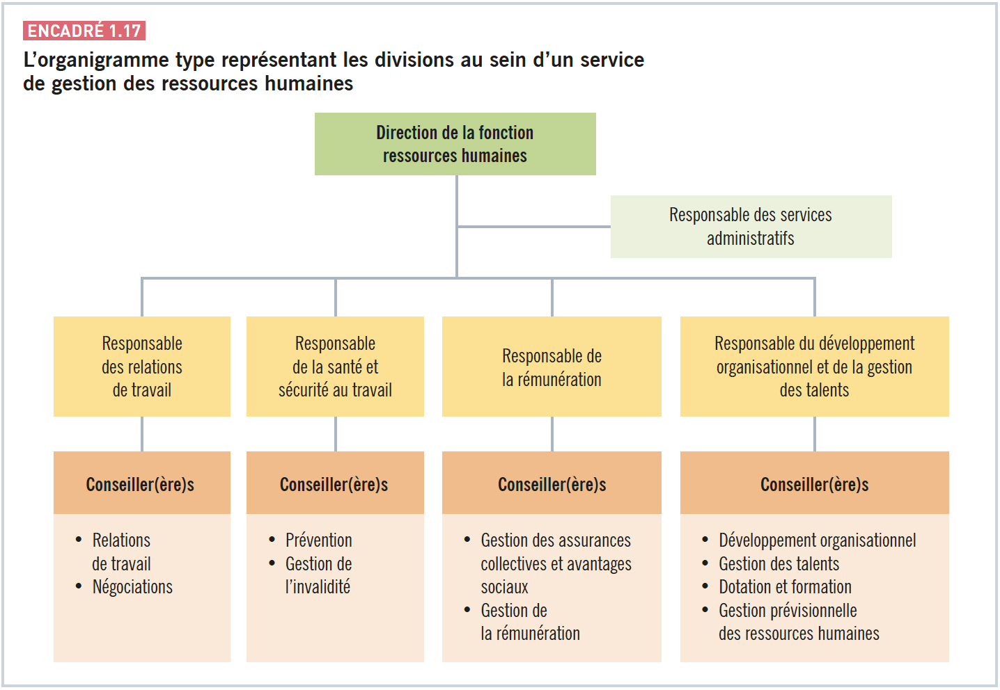 ENCADRÉ 1.17
L’organigramme type représentant les divisions au sein d’un service
de gestion des ressources humaines
Direction de la fonction
ressources humaines
Responsable des services
administratifs
Responsable
des relations
de travail
Responsable
de la santé et
sécurité au travail
Responsable de
la rémunération
Responsable du développement
organisationnel et de la gestion
des talents
Conseiller(ère)s
• Relations
de travail
• Négociations
Conseiller(ère)s
• Prévention
• Gestion de
l’invalidité
Conseiller(ère)s
• Gestion des assurances
collectives et avantages
sociaux
• Gestion de
la rémunération
Conseiller(ère)s
• Développement organisationnel
• Gestion des talents
• Dotation et formation
• Gestion prévisionnelle
des ressources humaines